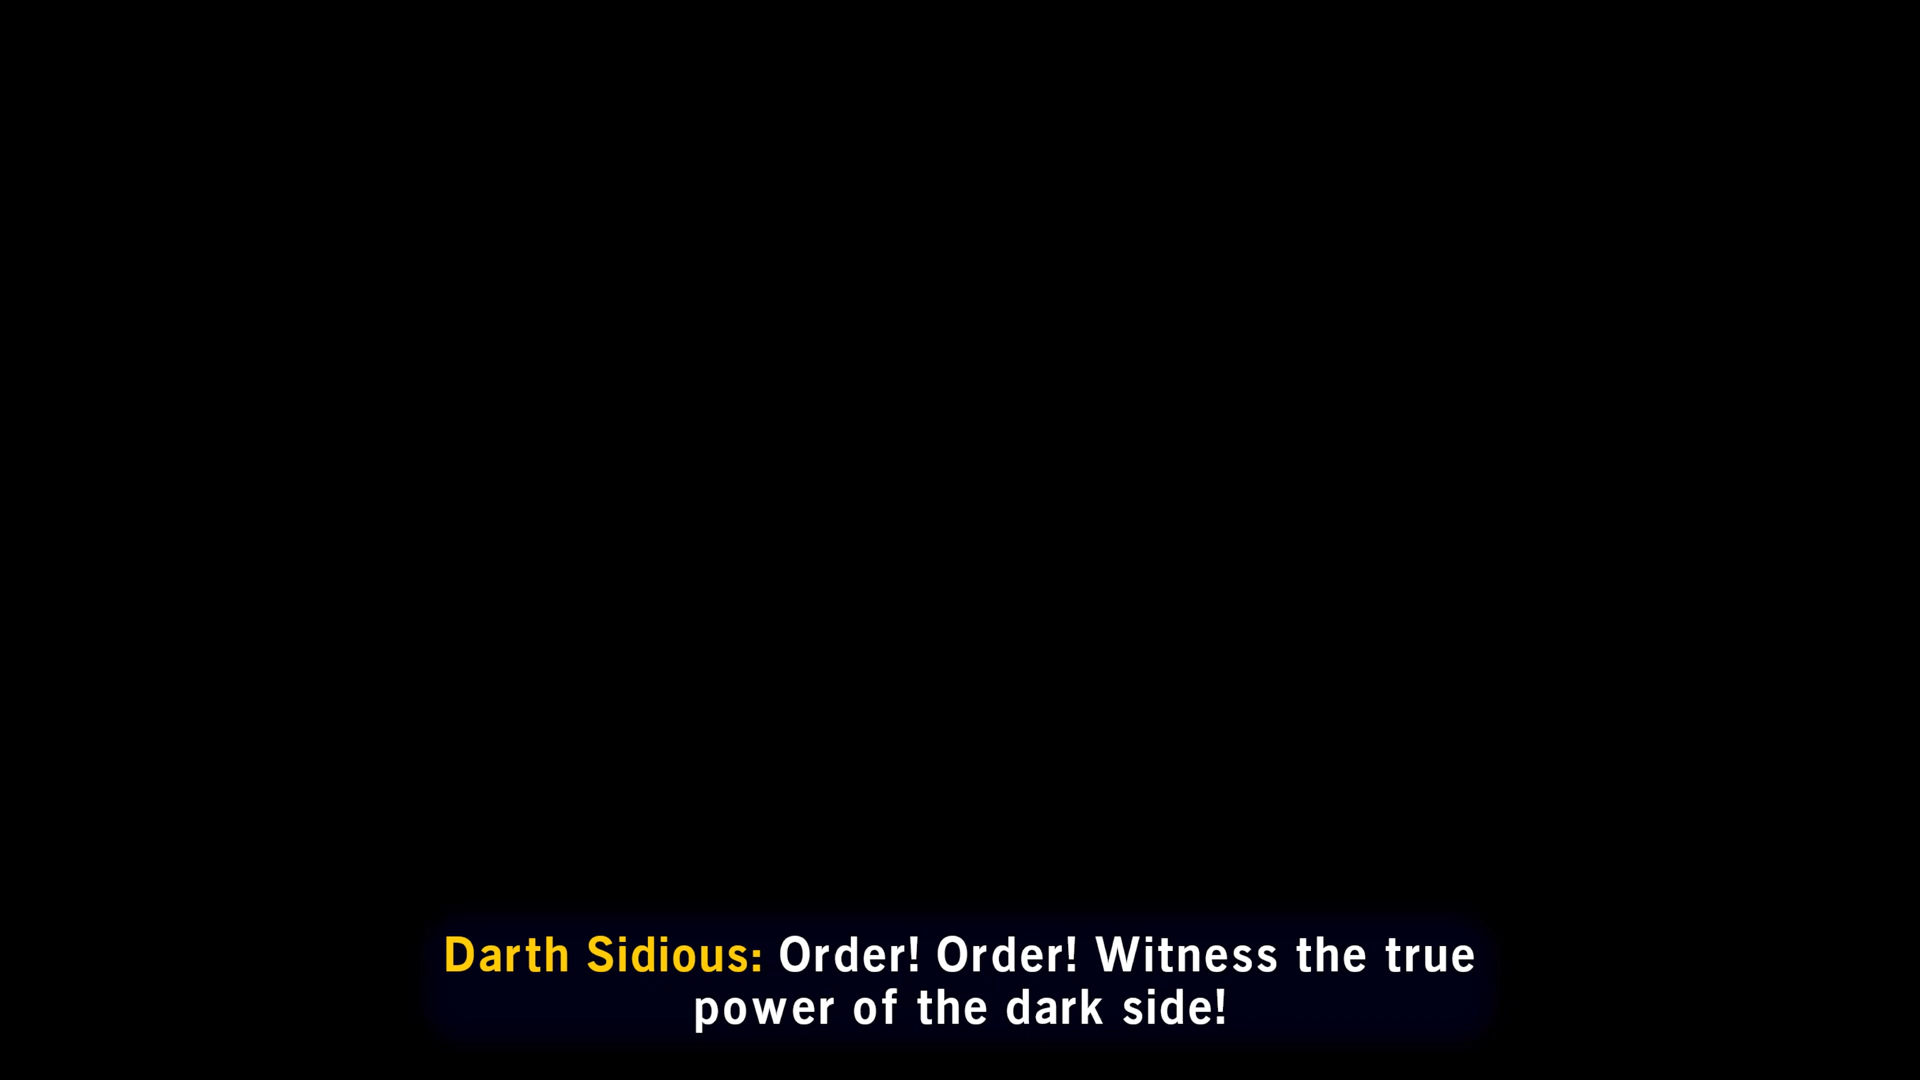 Darth Sidious: Order! Order! Witness the true
power of the dark side!